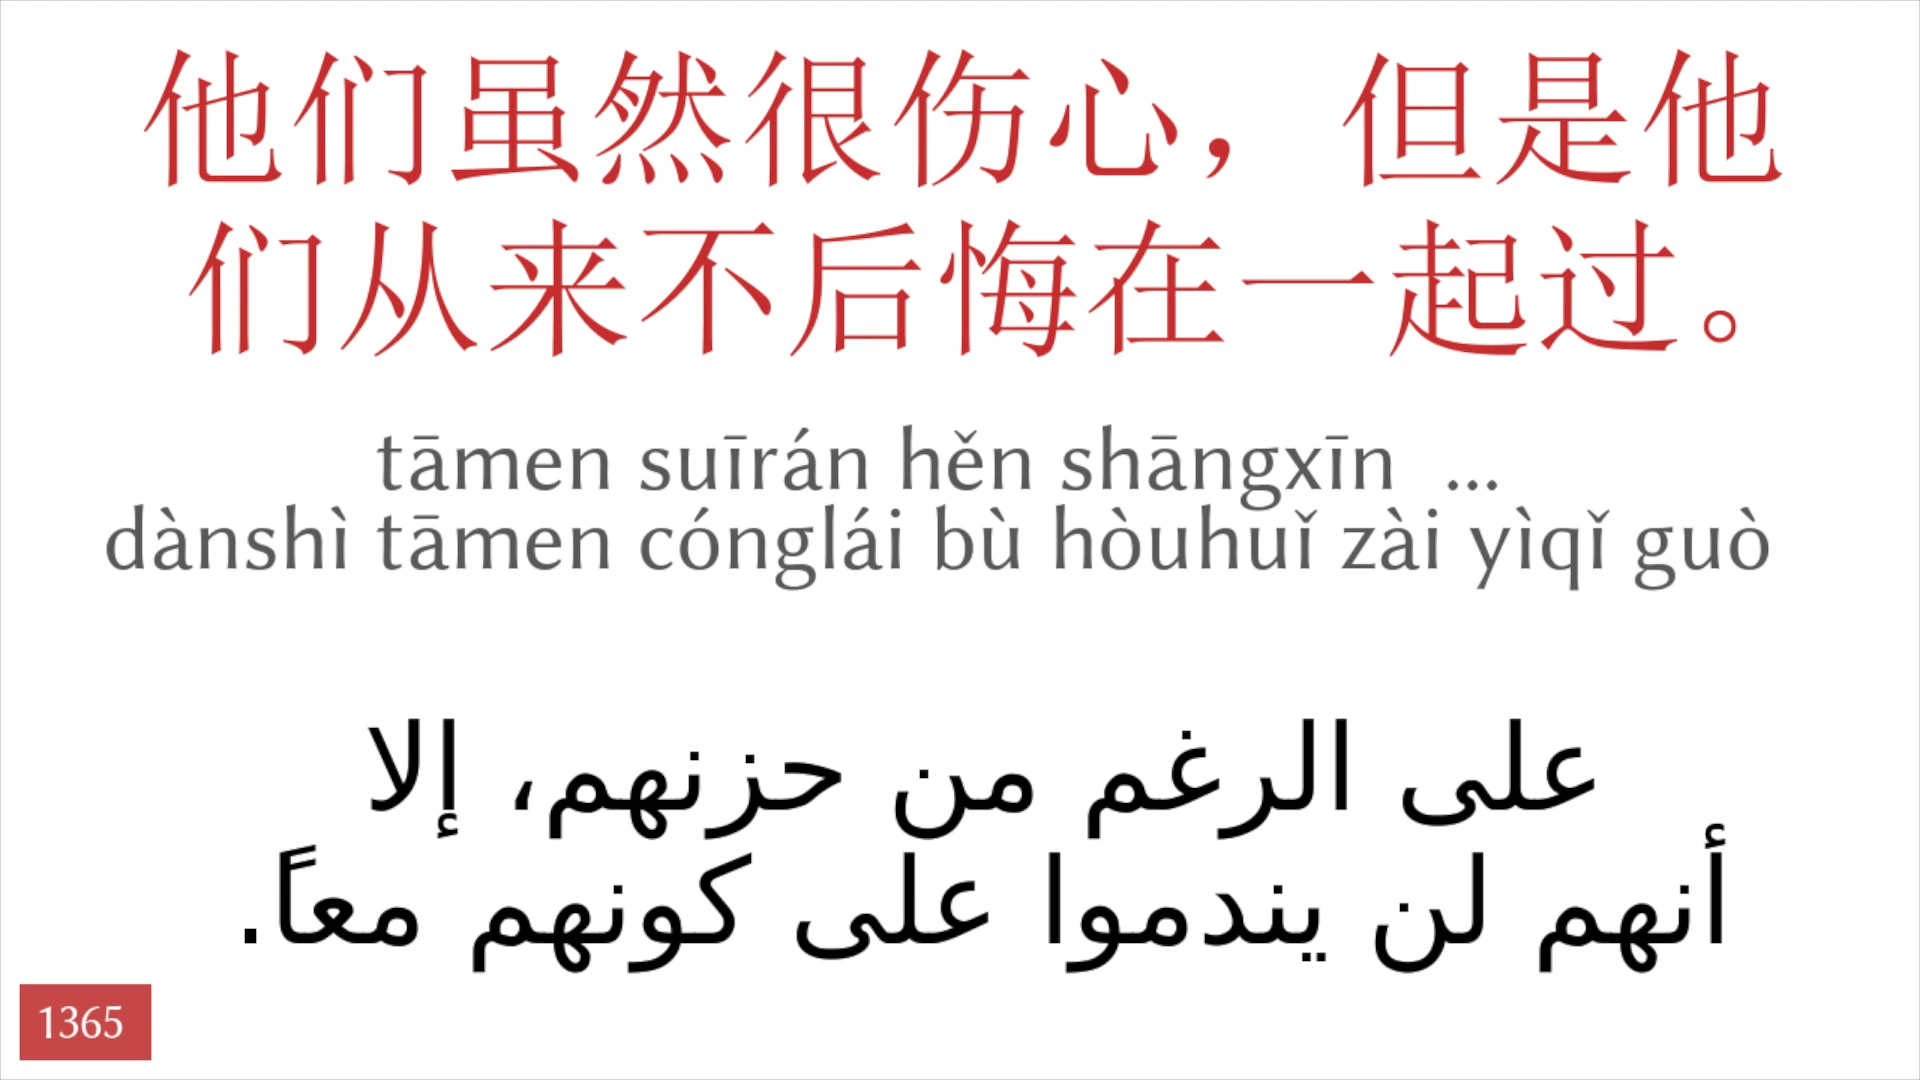 他们虽然很伤心，但是他
们从来不后悔在一起过。
tāmen suīrán hěn shāngxīn ...
dànshì tāmen cónglái bù hòuhuǐ zài yìqǐ guò
على الرغم من حزنهم، إلا
أنهم لن يندموا على كونهم معاً.
1365